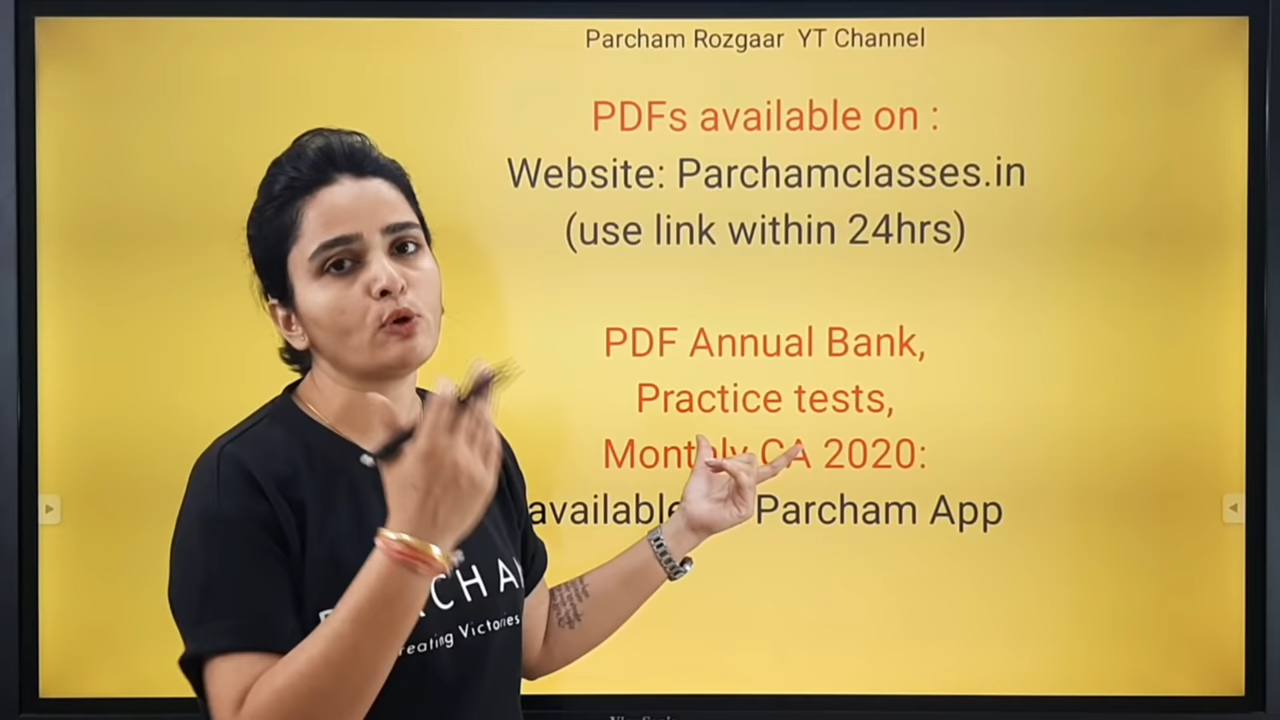 Parcham Rozgaar YT Channel
PDFs available on :
Website: Parchamclasses.in
(use link within 24hrs)
PDF Annual Bank,
Practice tests,
Monthly CA 2020:
available Parcham App
Victories